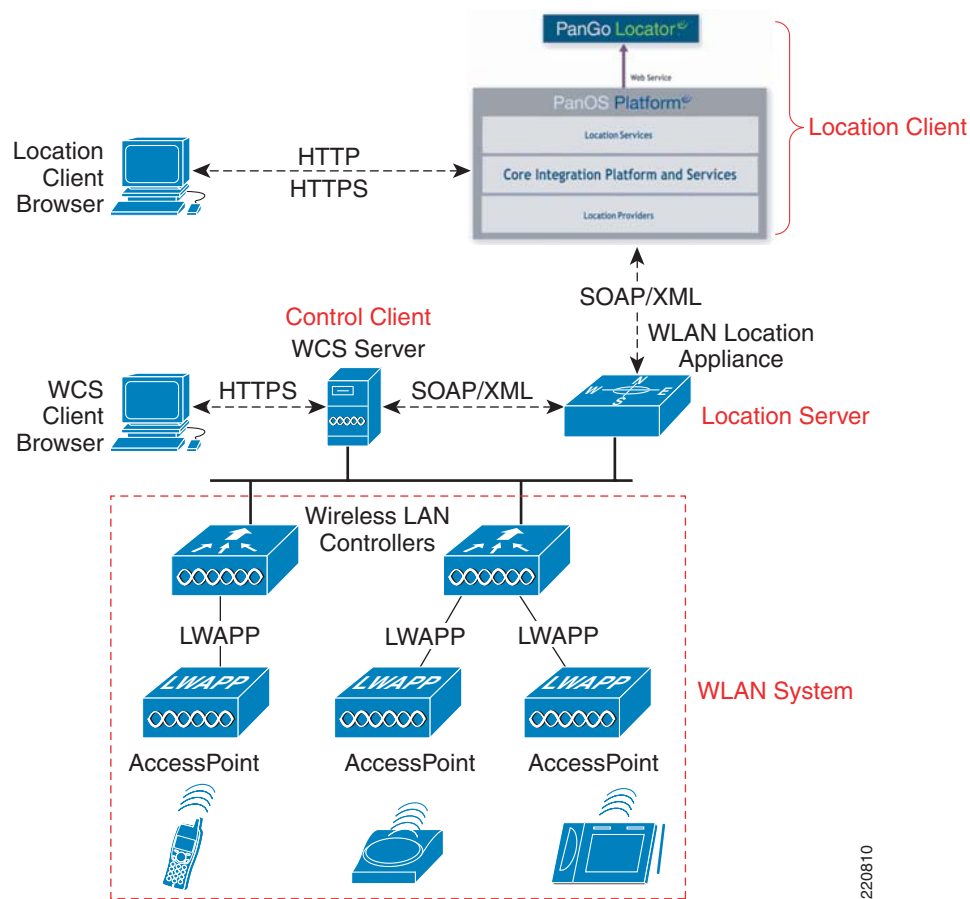 PanGo Locator
Web Service
PanOS Platform
Location Services
Core Integration Platform and Services
Location Providers
Location Client
Location
Client
Browser
HTTP
HTTPS
SOAP/XML
Control Client
WCS Server
WLAN Location
Appliance
WCS
Client
Browser
HTTPS
SOAP/XML
N
W
E
S
Location Server
Wireless LAN
Controllers
LWAPP
LWAPP
LWAPP
LWAPP
LWAPP
LWAPP
WLAN System
AccessPoint
AccessPoint
AccessPoint
220810